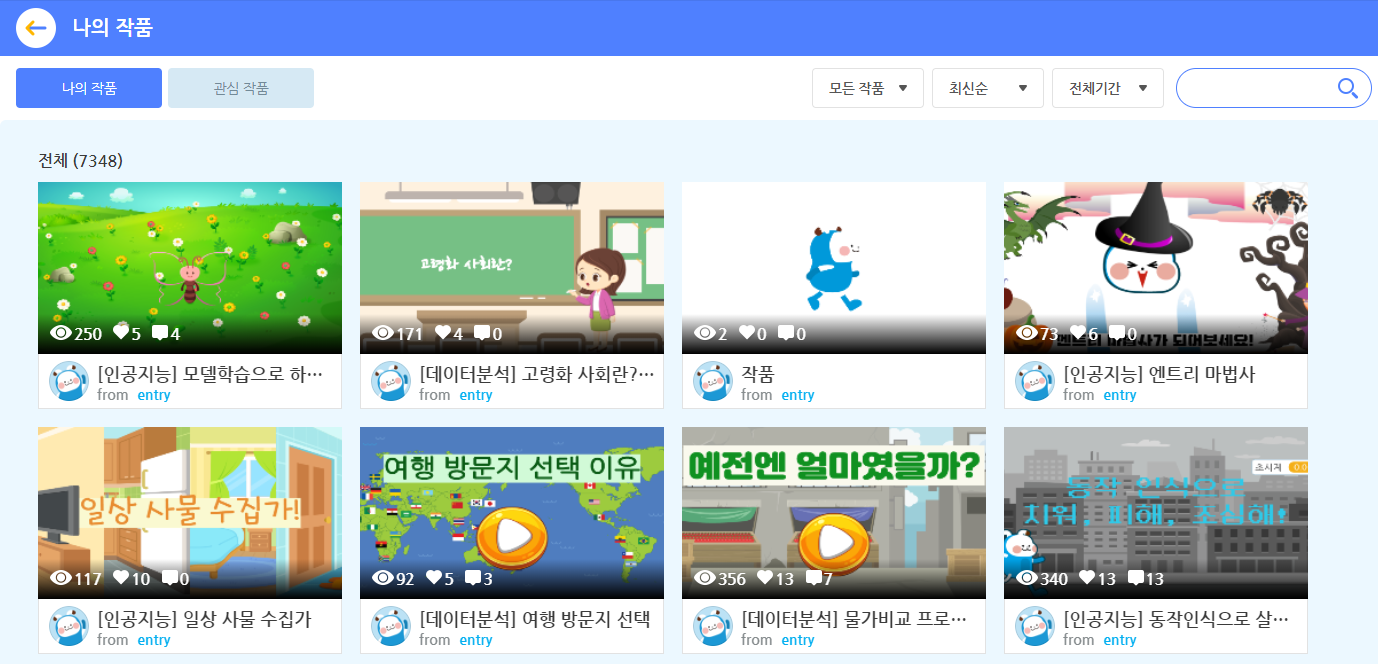 나의 작품
나의 작품 관심 작품 모든 작품 최신순 전체기간
전체 (7348)
고령화 사회란?
엔트리 마법사가 되어보세요!
250 5 4 171 4 0 2 0 0 73 6 0
[인공지능] 모델학습으로 하… [데이터분석] 고령화 사회란?… 작품 [인공지능] 엔트리 마법사
from entry from entry from entry from entry
일상 사물 수집가!
여행 방문지 선택 이유
예전엔 얼마였을까?
초시계 0.0
동작 인식으로
치워, 피해, 조심해!
117 10 0 92 5 3 356 13 7 340 13 13
[인공지능] 일상 사물 수집가 [데이터분석] 여행 방문지 선택 [데이터분석] 물가비교 프로… [인공지능] 동작인식으로 살…
from entry from entry from entry from entry